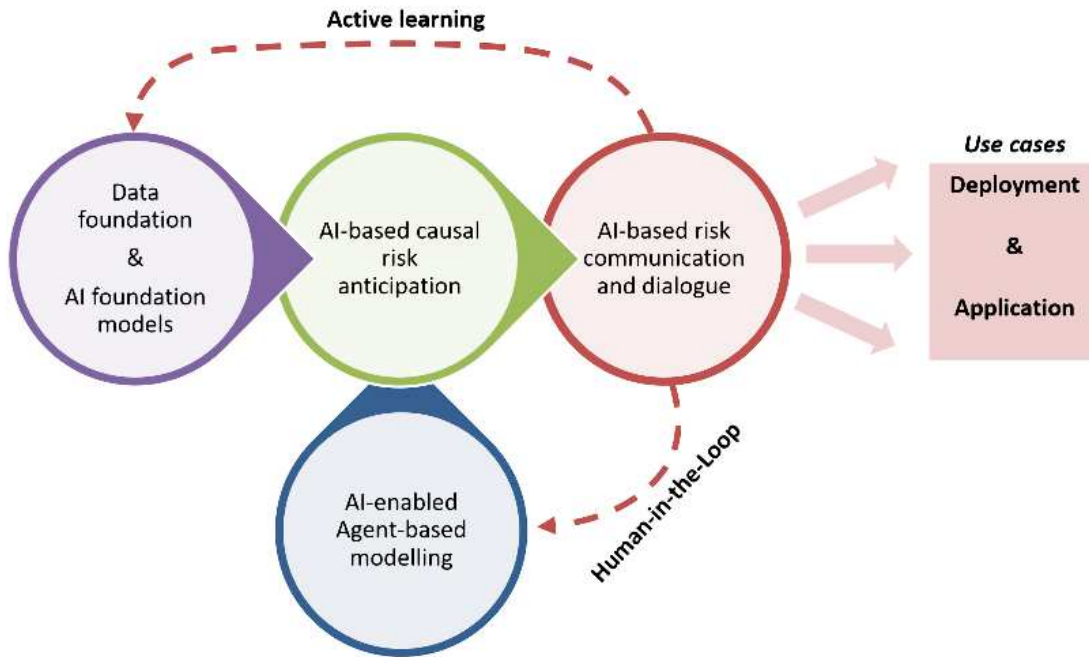 Active learning
Data
foundation
&
AI foundation
models
AI-based causal
risk
anticipation
AI-based risk
communication
and dialogue
Use cases
Deployment
&
Application
AI-enabled
Agent-based
modelling
Human-in-the-Loop